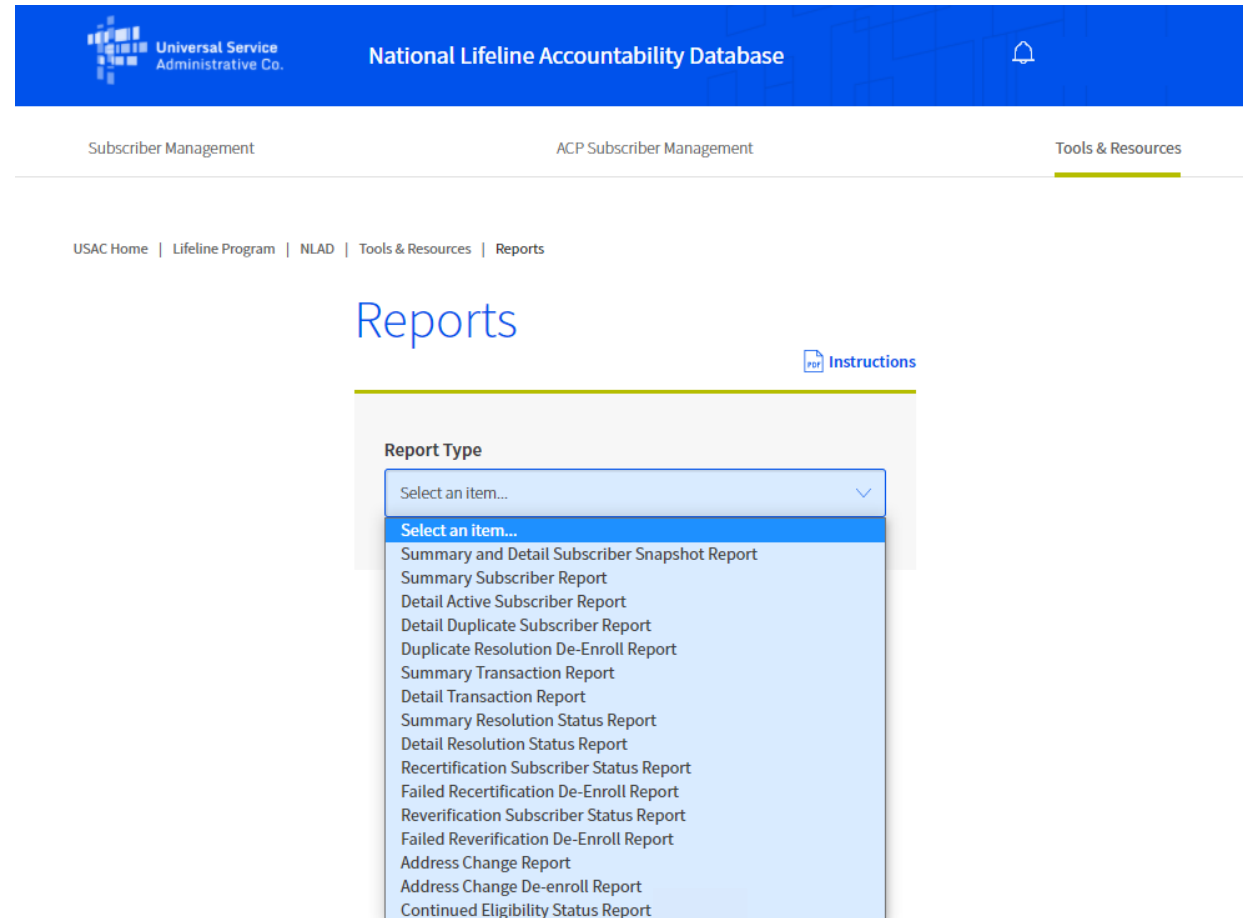 Universal Service
Administrative Co.
National Lifeline Accountability Database
Subscriber Management
ACP Subscriber Management
Tools & Resources
USAC Home | Lifeline Program | NLAD | Tools & Resources | Reports
Reports
PDF Instructions
Report Type
Select an item...
Select an item...
Summary and Detail Subscriber Snapshot Report
Summary Subscriber Report
Detail Active Subscriber Report
Detail Duplicate Subscriber Report
Duplicate Resolution De-Enroll Report
Summary Transaction Report
Detail Transaction Report
Summary Resolution Status Report
Detail Resolution Status Report
Recertification Subscriber Status Report
Failed Recertification De-Enroll Report
Reverification Subscriber Status Report
Failed Reverification De-Enroll Report
Address Change Report
Address Change De-enroll Report
Continued Eligibility Status Report